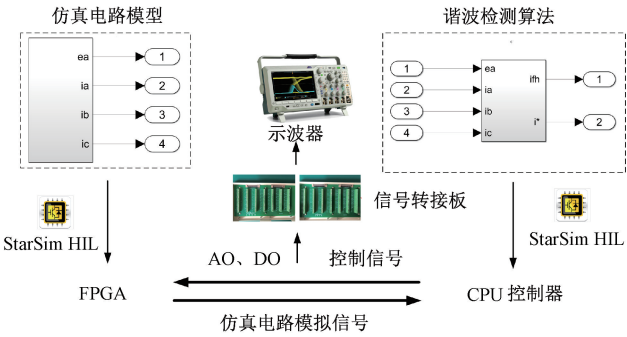 仿真电路模型
谐波检测算法
ea
1
ia
2
ib
3
ic
4
示波器
1
ea
2
ia
3
ib
4
ic
ifh
1
i*
2
信号转接板
StarSim HIL
StarSim HIL
AO、DO
控制信号
FPGA
CPU 控制器
仿真电路模拟信号